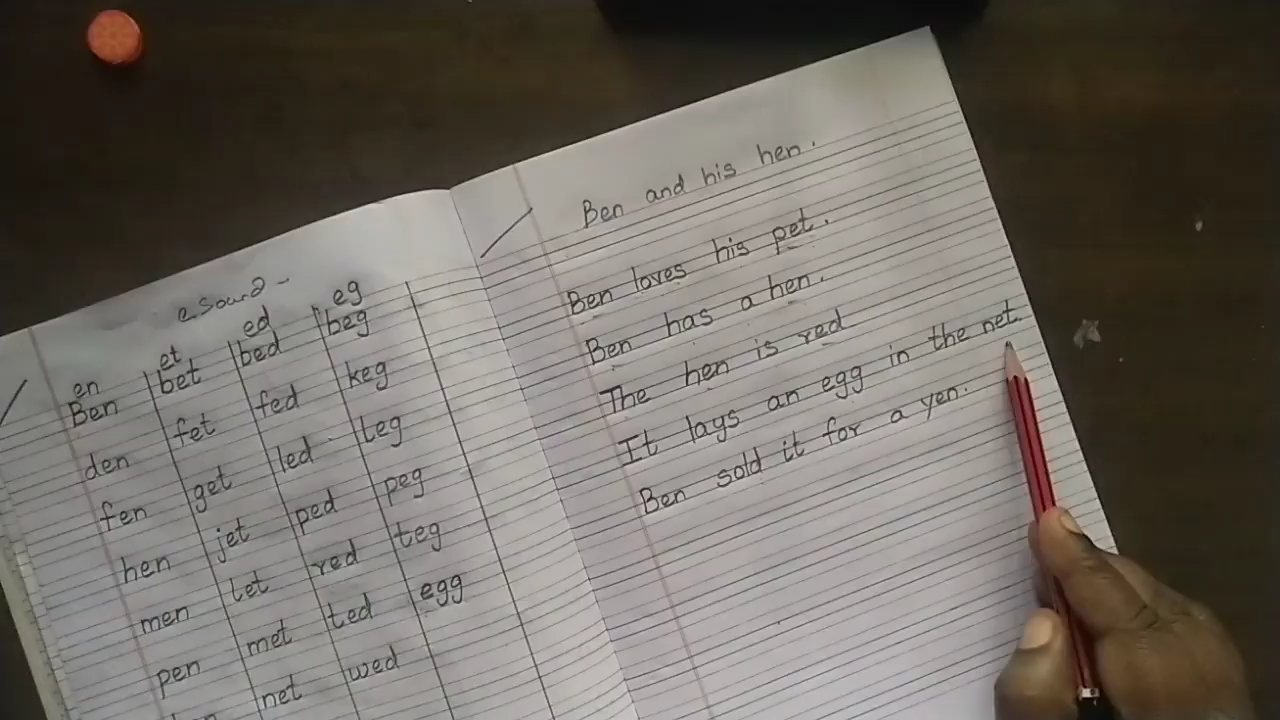 e Sound -
en et ed eg
Ben bet bed beg
den fet fed keg
fen get led leg
hen jet ped peg
men let red teg
pen met ted egg
net wed
Ben and his hen.
Ben loves his pet.
Ben has a hen.
The hen is red
It lays an egg in the net.
Ben sold it for a yen.